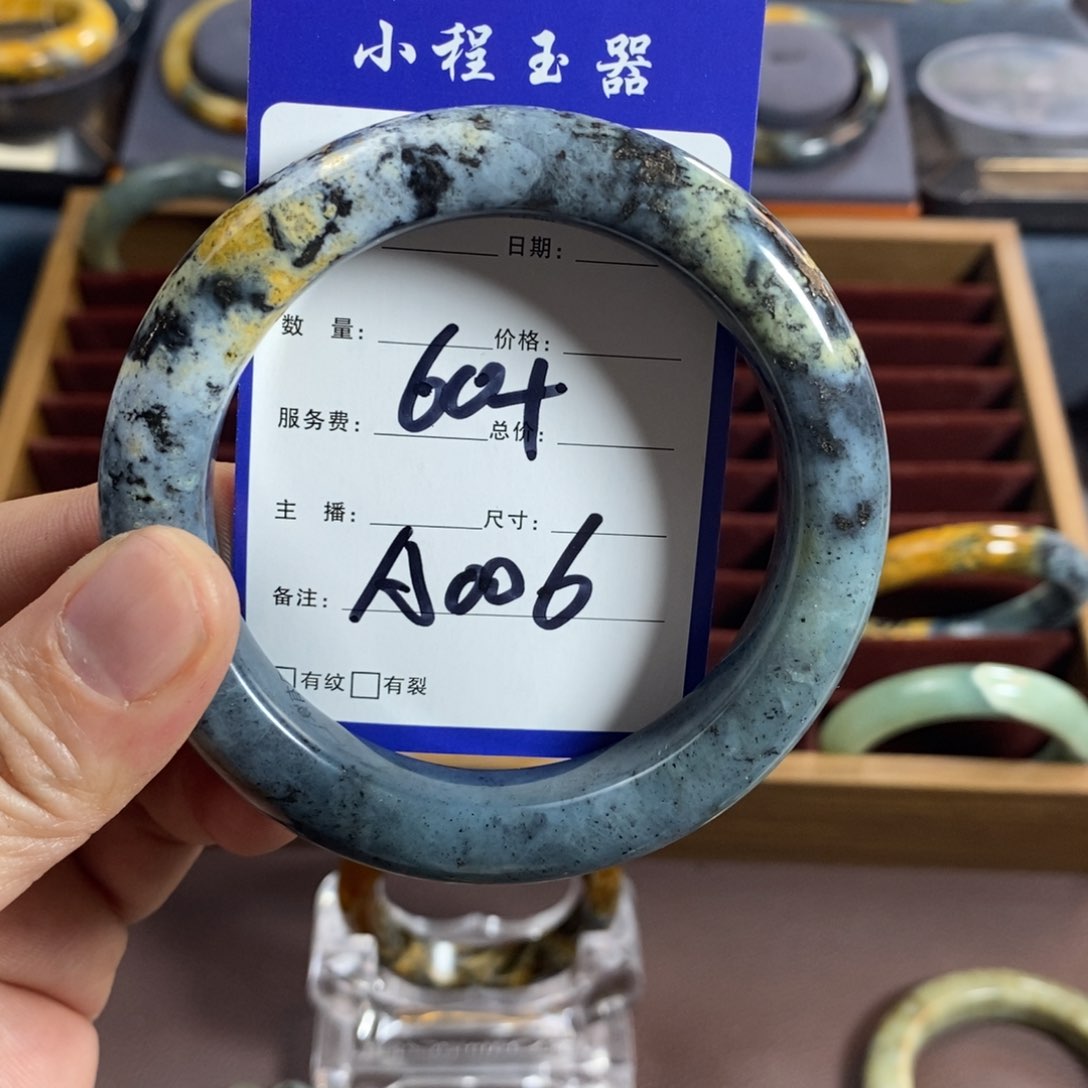 小程玉器
日期:
数 量: 价格:
604
服务费: 总价:
主 播: 尺寸:
备注: A006
有纹 有裂